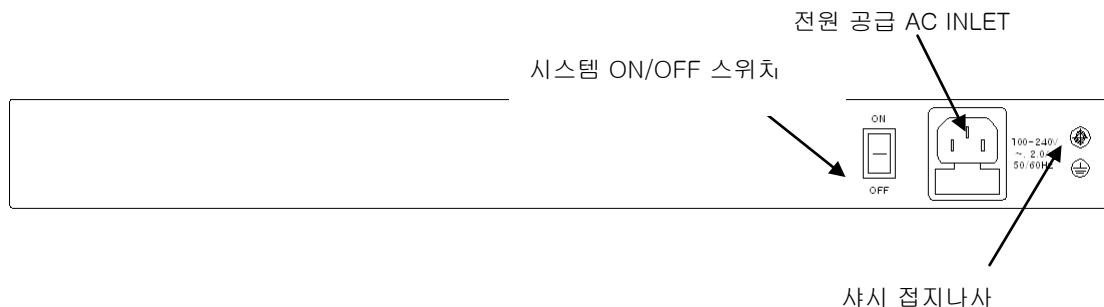 전원 공급 AC INLET
시스템 ON/OFF 스위치
ON
OFF
100-240V
~, 2.0A
50/60Hz
샤시 접지나사